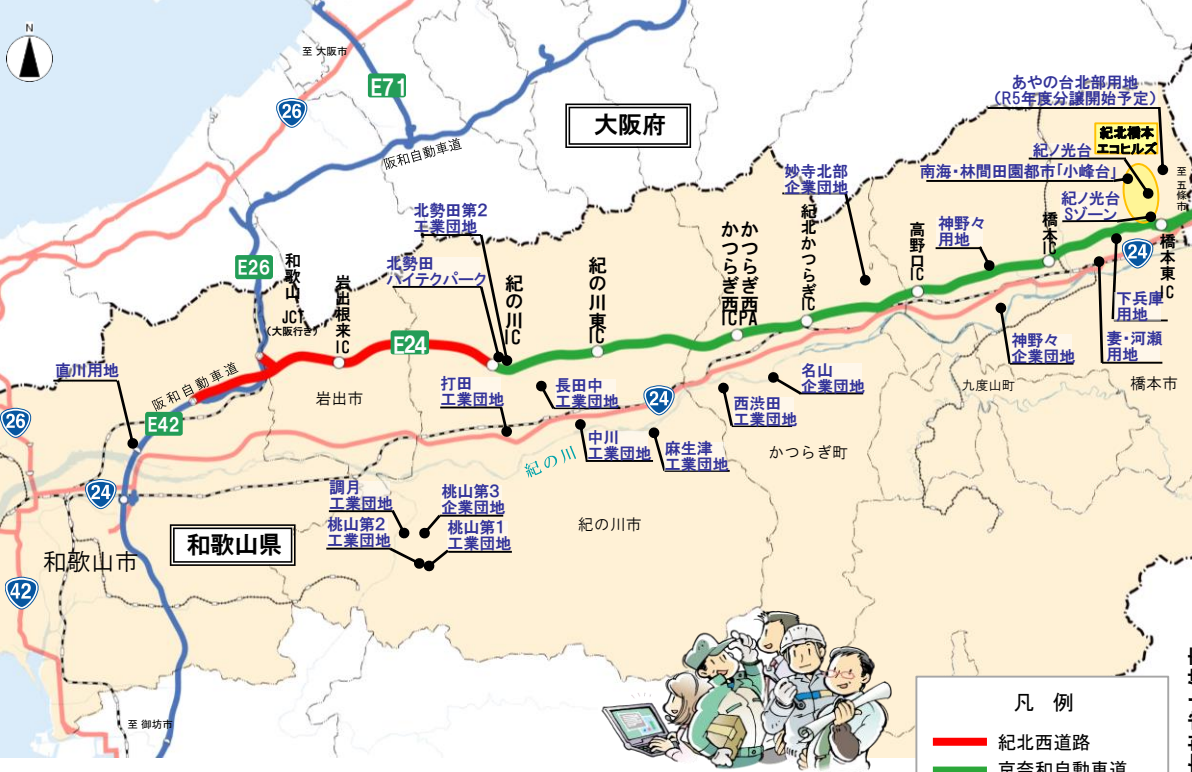 N
至 大阪市
E71
26
大阪府
阪和自動車道
あやの台北部用地
(R5年度分譲開始予定)
紀北橋本
エコヒルズ
紀ノ光台
至 五條市
南海・林間田園都市「小峰台」
紀ノ光台
Sゾーン
妙寺北部
企業団地
北勢田第2
工業団地
神野々
用地
橋本IC
高野口IC
紀北かつらぎIC
かつらぎ西PA
かつらぎ西IC
24
橋本東IC
E26
和歌山JCT
(大阪行き)
岩出根来IC
北勢田
ハイテクパーク
紀の川IC
紀の川東IC
下兵庫
用地
E24
神野々
企業団地
妻・河瀬
用地
直川用地
阪和自動車道
岩出市
打田
工業団地
長田中
工業団地
名山
企業団地
九度山町
橋本市
24
西渋田
工業団地
26
E42
中川
工業団地
麻生津
工業団地
かつらぎ町
紀の川
24
調月
工業団地
桃山第3
企業団地
紀の川市
桃山第2
工業団地
桃山第1
工業団地
和歌山県
和歌山市
42
至 御坊市
凡 例
紀北西道路
京奈和自動車道